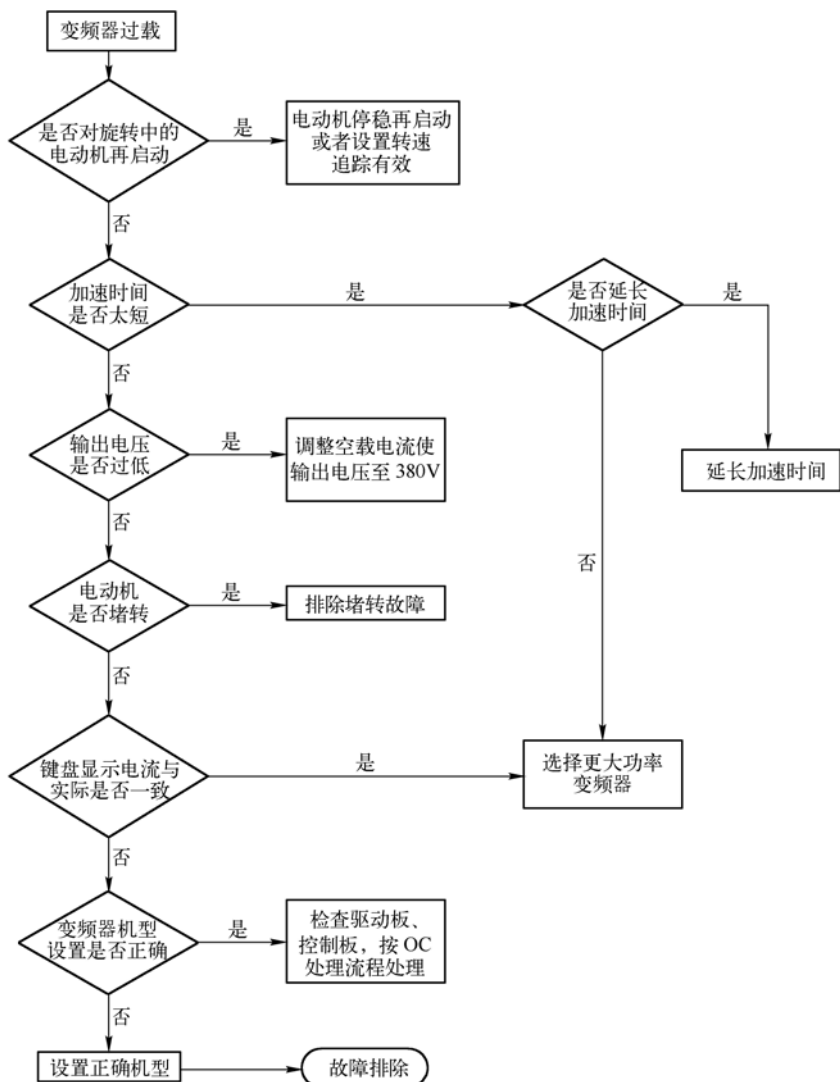 变频器过载
是否对旋转中的
电动机再启动
是
电动机停稳再启动
或者设置转速
追踪有效
否
加速时间
是否太短
是
是否延长
加速时间
是
否
输出电压
是否过低
是
调整空载电流使
输出电压至 380V
延长加速时间
否
否
电动机
是否堵转
是
排除堵转故障
否
键盘显示电流与
实际是否一致
是
选择更大功率
变频器
否
变频器机型
设置是否正确
是
检查驱动板、
控制板，按 OC
处理流程处理
否
设置正确机型
故障排除